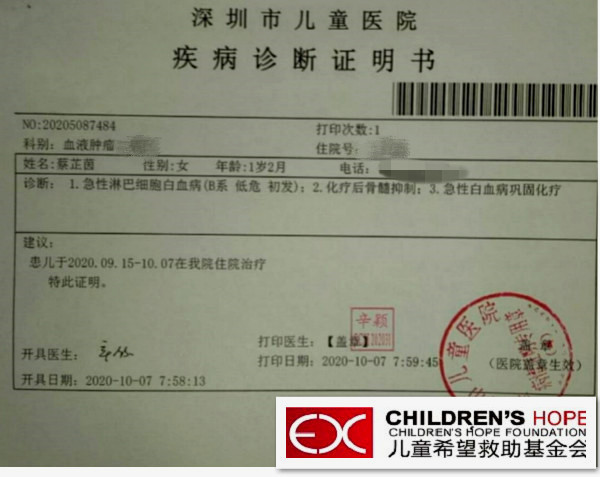 深圳市儿童医院
疾病诊断证明书
NO:20205087484
打印次数:1
科别: 血液肿瘤
住院号:
姓名:蔡芷茵 性别:女 年龄:1岁2月 电话:
诊断: 1.急性淋巴细胞白血病(B系 低危 初发); 2.化疗后骨髓抑制; 3.急性白血病巩固化疗
建议:
患儿于2020.09.15-10.07在我院住院治疗
特此证明。
辛颖
开具医生:
打印医生: 【盖章】
打印日期: 2020-10-07 7:59:45
(医院盖章生效)
开具日期: 2020-10-07 7:58:13
儿童医院
CHILDREN'S HOPE
CHILDREN'S HOPE FOUNDATION
儿童希望救助基金会